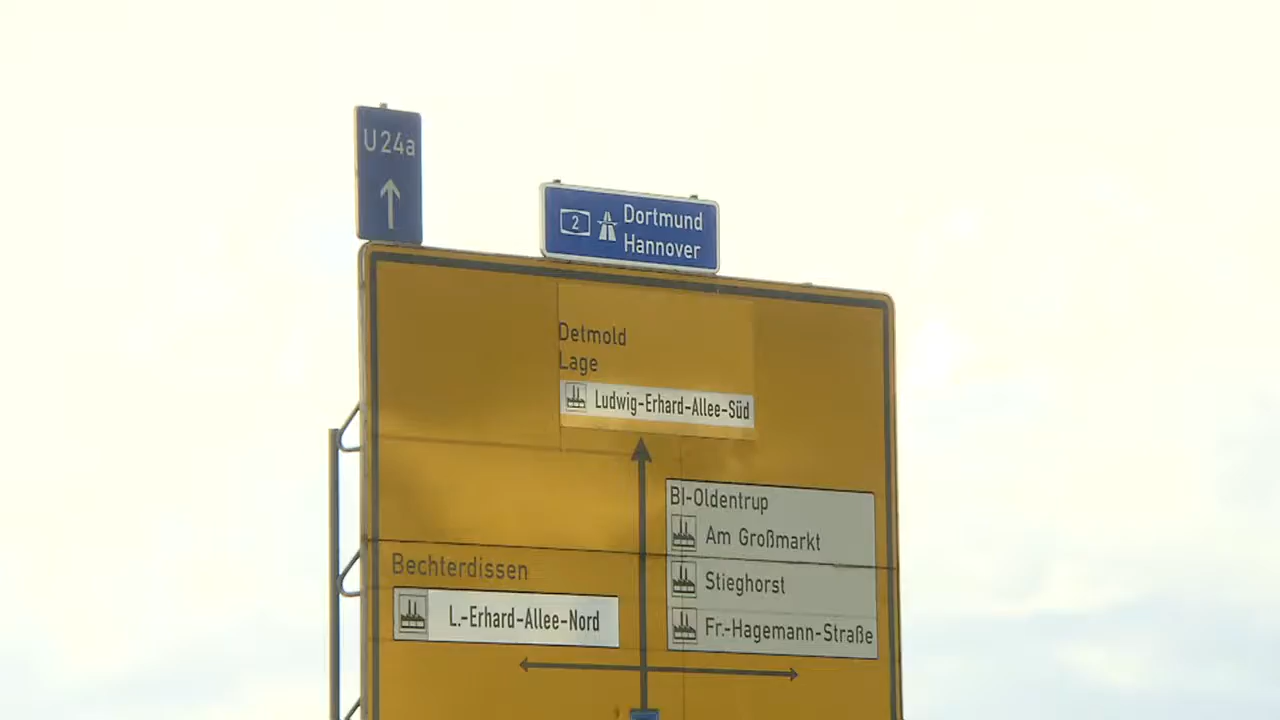 U24a
2 Dortmund
Hannover
Detmold
Lage
Ludwig-Erhard-Allee-Süd
BI-Oldentrup
Am Großmarkt
Stieghorst
Fr.-Hagemann-Straße
Bechterdissen
L.-Erhard-Allee-Nord